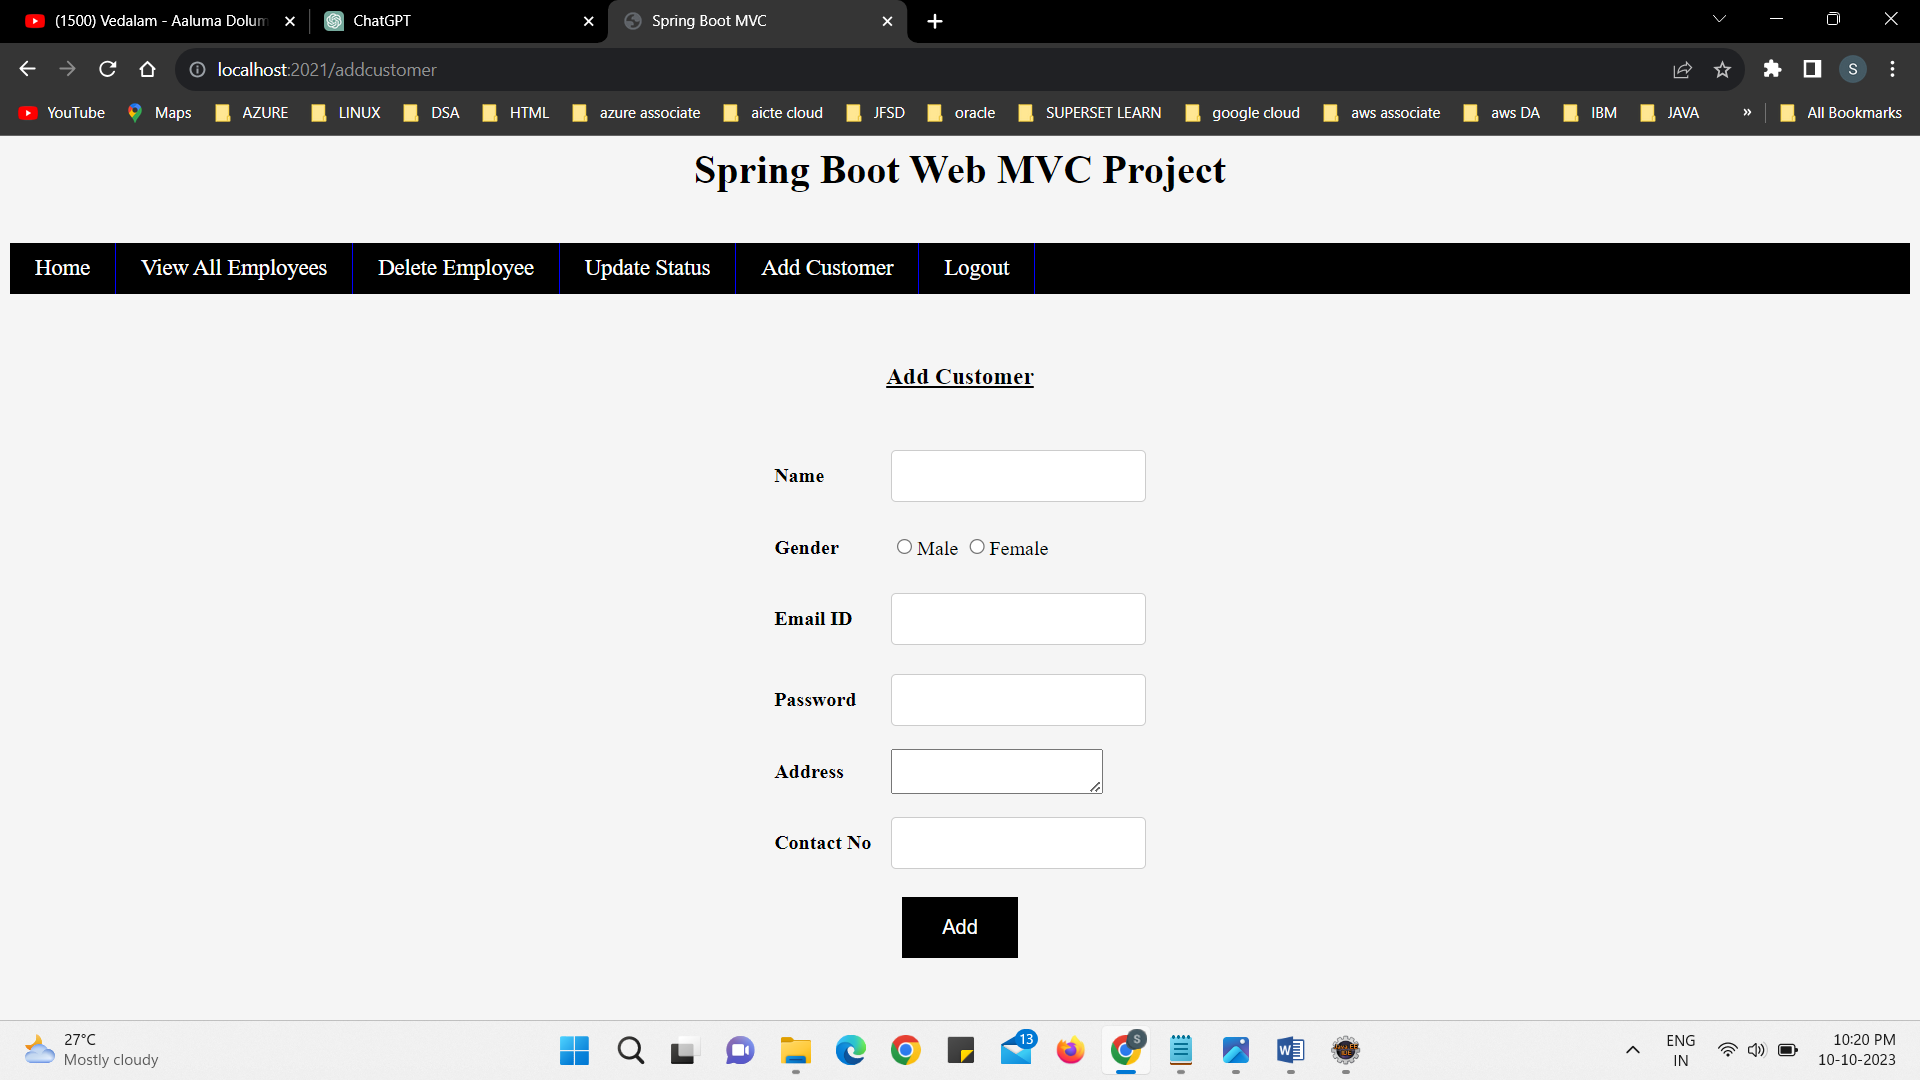 (1500) Vedalam - Aaluma Dolum
ChatGPT
Spring Boot MVC
localhost:2021/addcustomer
S
YouTube
Maps
AZURE
LINUX
DSA
HTML
azure associate
aicte cloud
JFSD
oracle
SUPERSET LEARN
google cloud
aws associate
aws DA
IBM
JAVA
»
All Bookmarks
Spring Boot Web MVC Project
Home
View All Employees
Delete Employee
Update Status
Add Customer
Logout
Add Customer
Name
Gender
Male
Female
Email ID
Password
Address
Contact No
Add
27°C
Mostly cloudy
13
S
ENG
IN
10:20 PM
10-10-2023